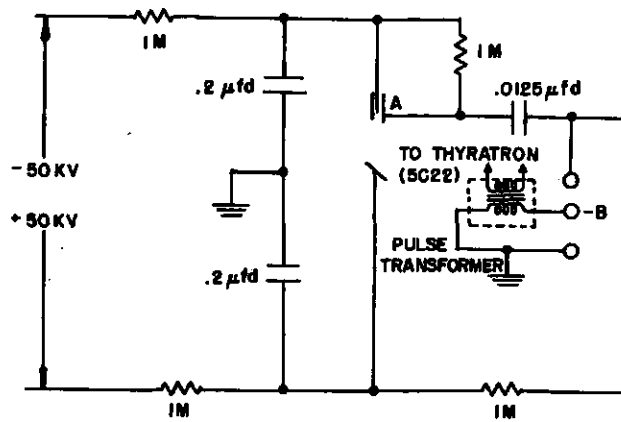 1M
1M
.2 μfd
A
.0125 μfd
TO THYRATRON
(5C22)
-50 KV
+50 KV
-B
PULSE
TRANSFORMER
.2 μfd
1M
1M